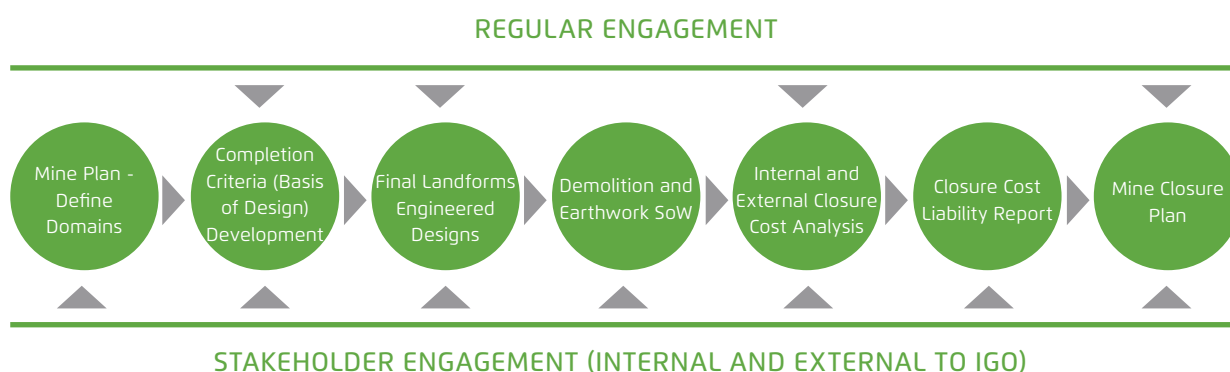 REGULAR ENGAGEMENT
Mine Plan -
Define
Domains
Completion
Criteria (Basis
of Design)
Development
Final Landforms
Engineered
Designs
Demolition and
Earthwork SoW
Internal and
External Closure
Cost Analysis
Closure Cost
Liability Report
Mine Closure
Plan
STAKEHOLDER ENGAGEMENT (INTERNAL AND EXTERNAL TO IGO)